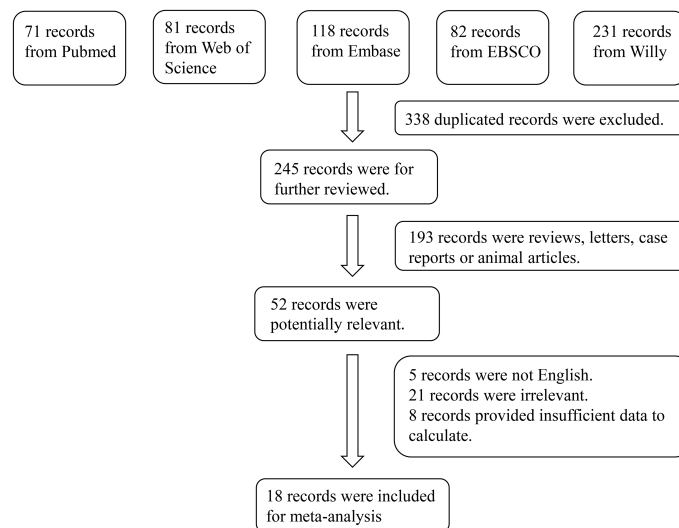 71 records
from Pubmed
81 records
from Web of
Science
118 records
from Embase
82 records
from EBSCO
231 records
from Willy
338 duplicated records were excluded.
245 records were for
further reviewed.
193 records were reviews, letters, case
reports or animal articles.
52 records were
potentially relevant.
5 records were not English.
21 records were irrelevant.
8 records provided insufficient data to
calculate.
18 records were included
for meta-analysis